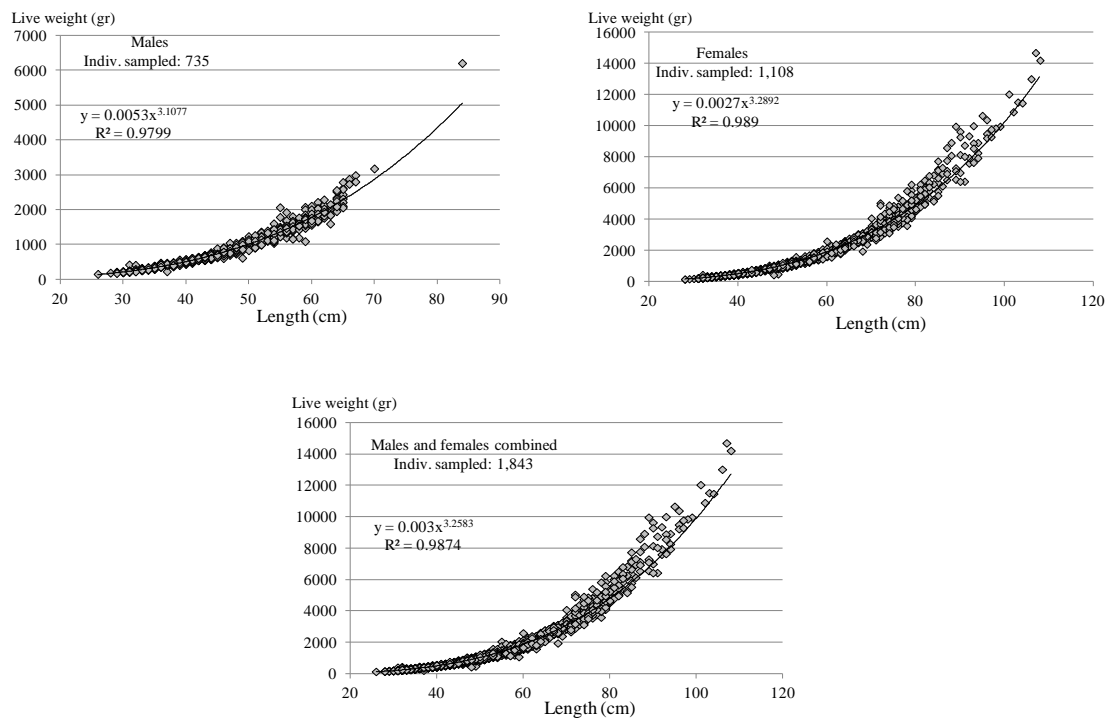 Live weight (gr)
7000
6000
5000
4000
3000
2000
1000
0
Males
Indiv. sampled: 735
y = 0.0053x^3.1077
R² = 0.9799
20 30 40 50 60 70 80 90
Length (cm)
Live weight (gr)
16000
14000
12000
10000
8000
6000
4000
2000
0
Females
Indiv. sampled: 1,108
y = 0.0027x^3.2892
R² = 0.989
20 40 60 80 100 120
Length (cm)
Live weight (gr)
16000
14000
12000
10000
8000
6000
4000
2000
0
Males and females combined
Indiv. sampled: 1,843
y = 0.003x^3.2583
R² = 0.9874
20 40 60 80 100 120
Length (cm)